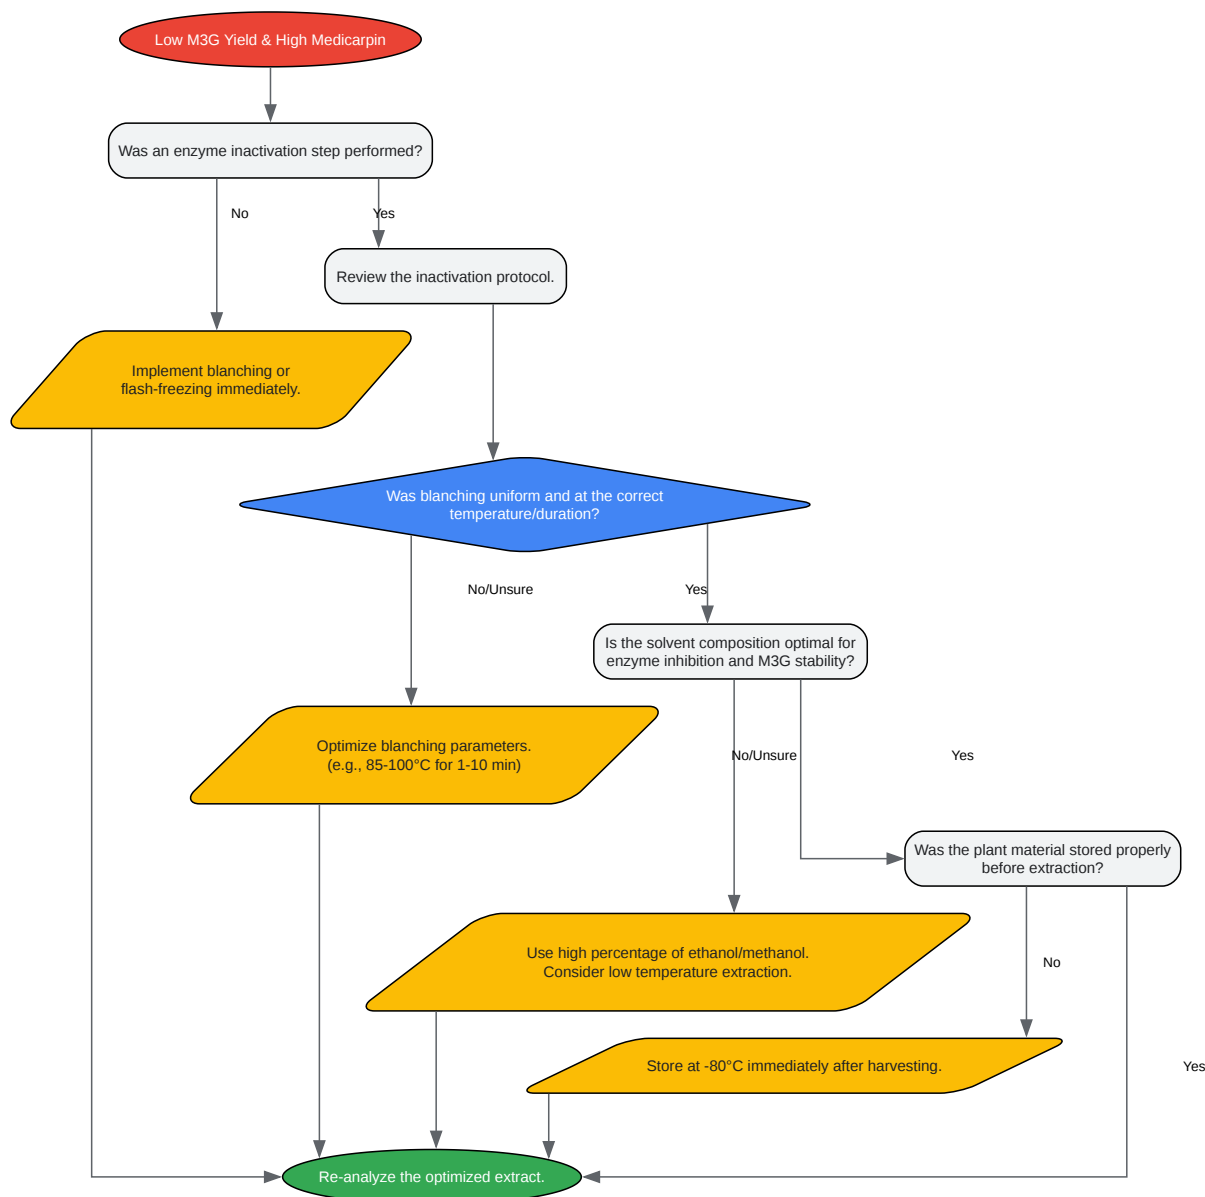 Low M3G Yield & High Medicarpin
Was an enzyme inactivation step performed?
No
Yes
Review the inactivation protocol.
Implement blanching or
flash-freezing immediately.
Was blanching uniform and at the correct
temperature/duration?
No/Unsure
Yes
Is the solvent composition optimal for
enzyme inhibition and M3G stability?
Optimize blanching parameters.
(e.g., 85-100°C for 1-10 min)
No/Unsure
Yes
Was the plant material stored properly
before extraction?
Use high percentage of ethanol/methanol.
Consider low temperature extraction.
No
Store at -80°C immediately after harvesting.
Yes
Re-analyze the optimized extract.